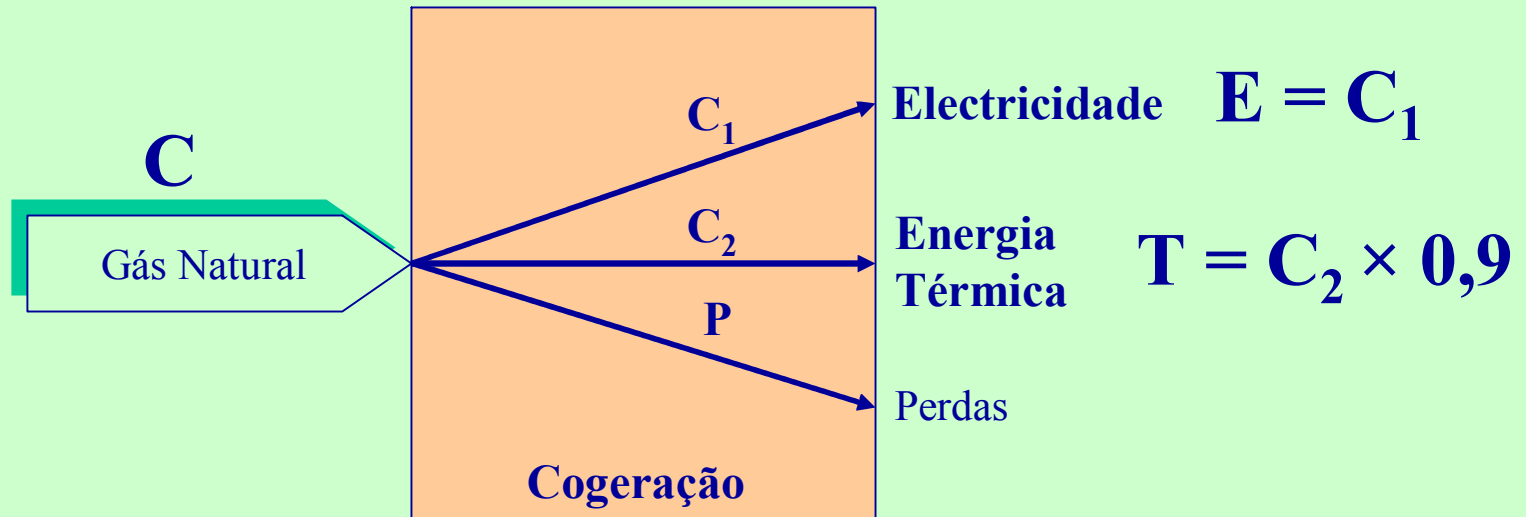 C
Gás Natural
C₁
C₂
P
Cogeração
Electricidade
E = C₁
Energia
Térmica
T = C₂ × 0,9
Perdas